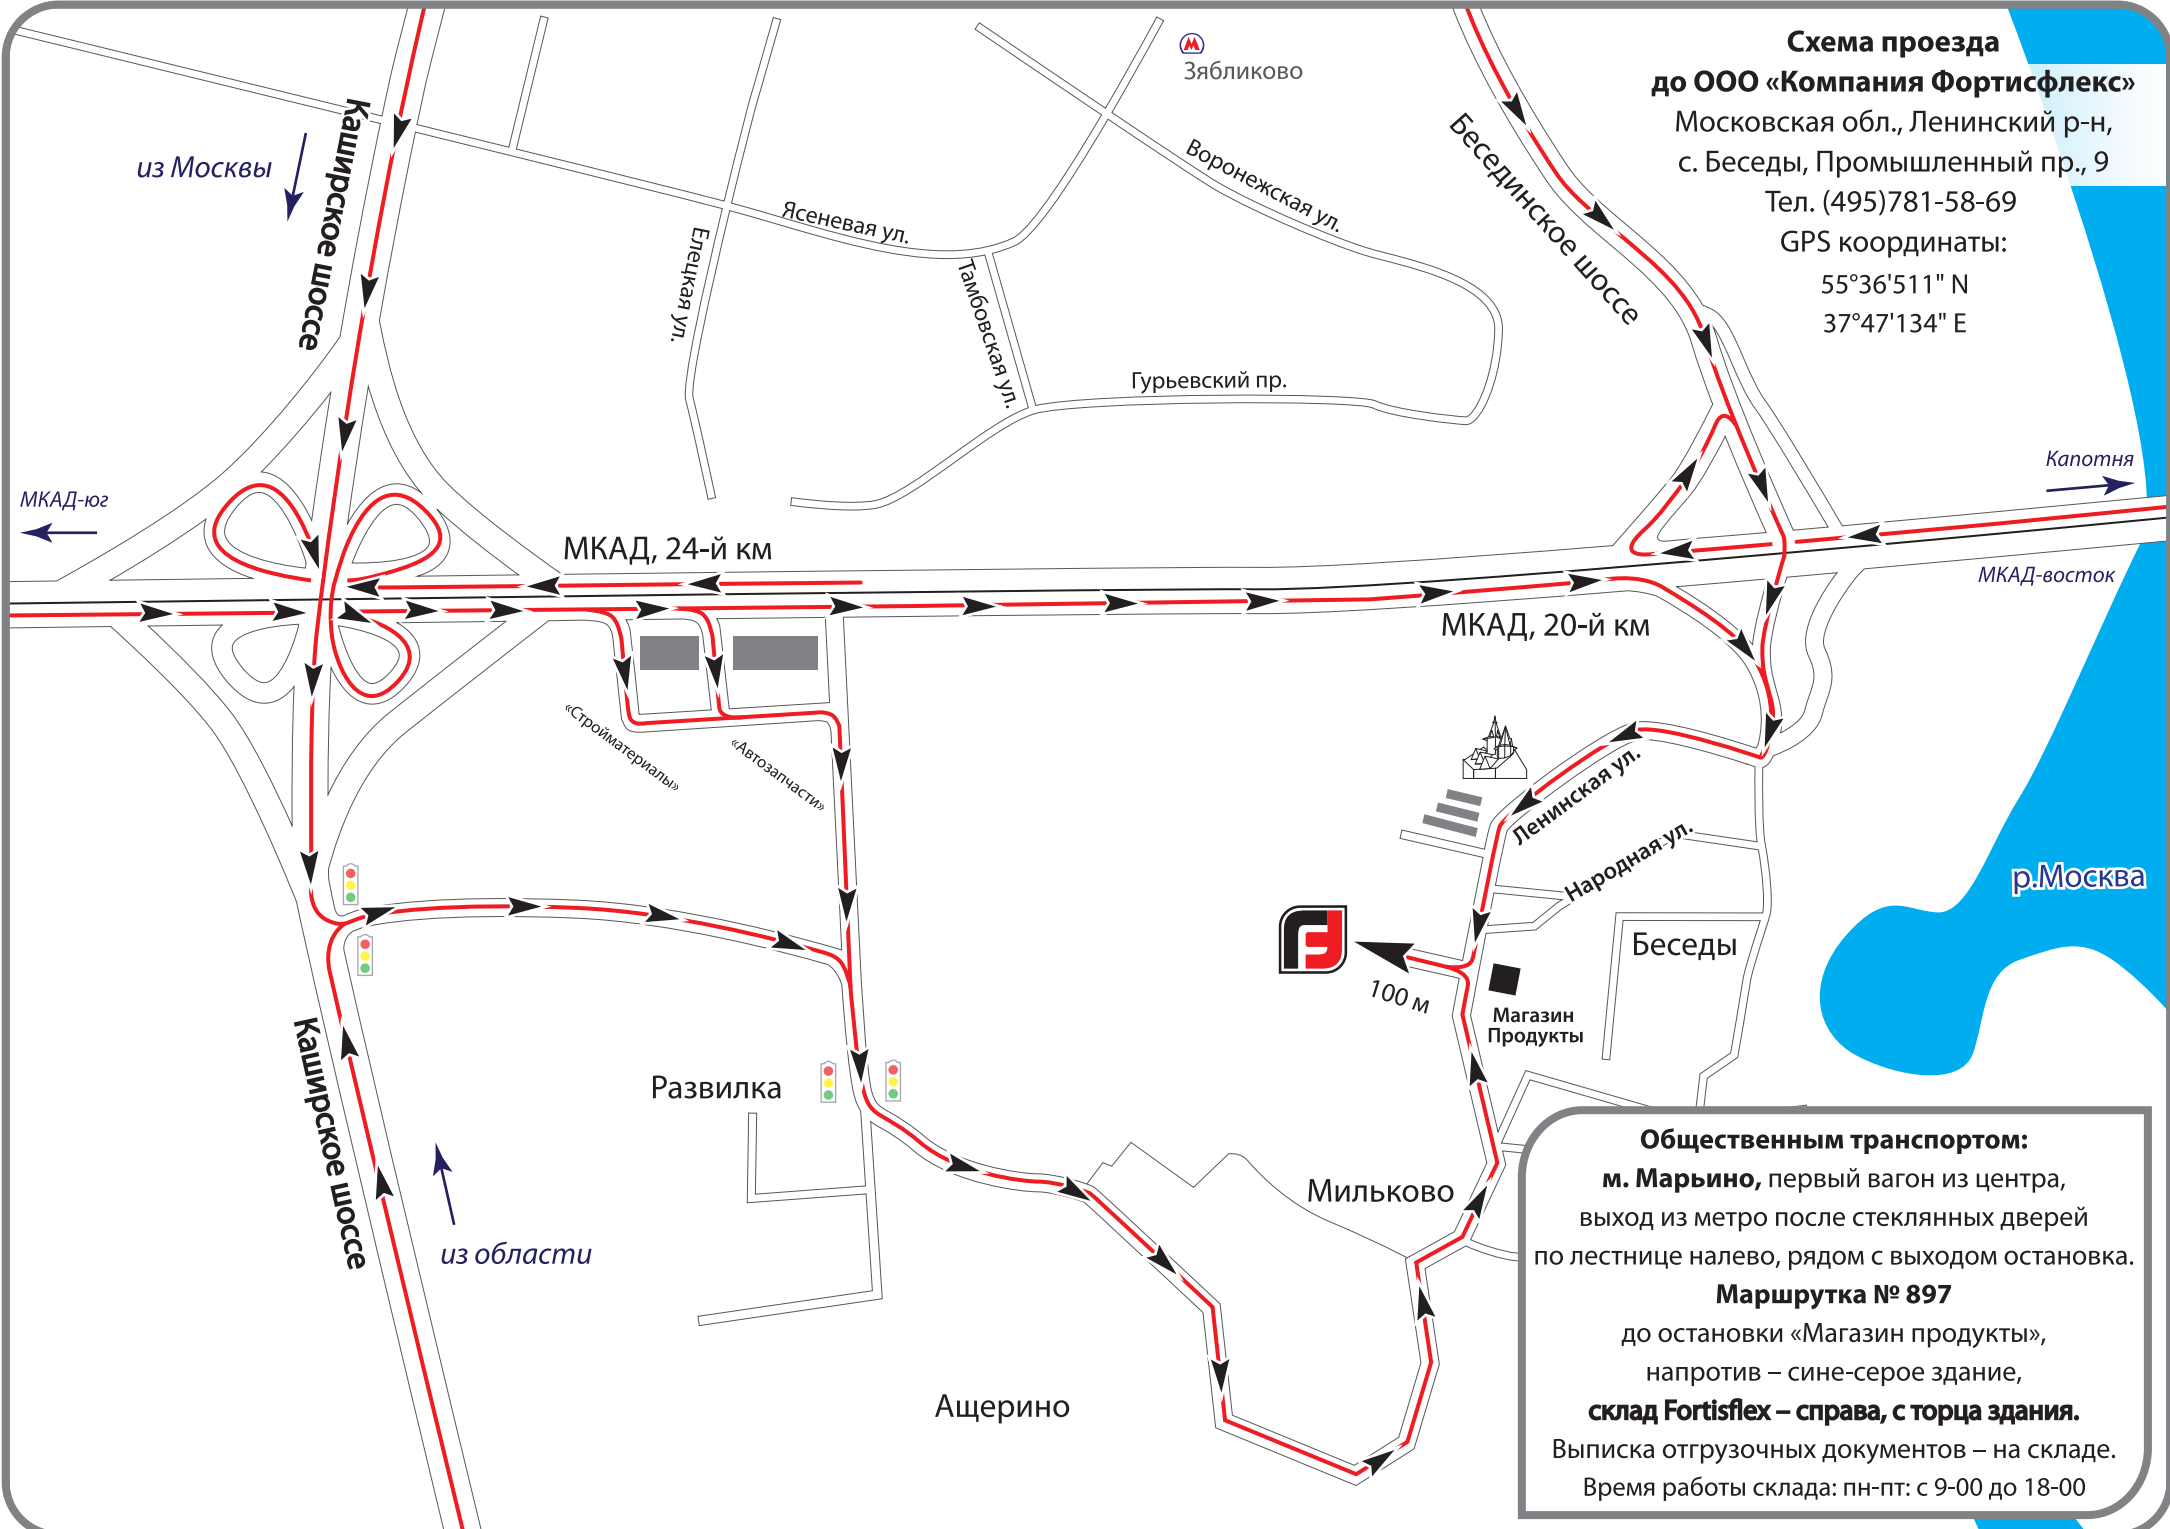 Схема проезда
до ООО «Компания Фортисфлекс»
Московская обл., Ленинский р-н,
с. Беседы, Промышленный пр., 9
Тел. (495)781-58-69
GPS координаты:
55°36'511" N
37°47'134" E
Зябликово
Каширское шоссе
из Москвы
Ясеневая ул.
Елецкая ул.
Тамбовская ул.
Воронежская ул.
Гурьевский пр.
Бесединское шоссе
Капотня
МКАД-юг
МКАД, 24-й км
МКАД-восток
МКАД, 20-й км
«Стройматериалы»
«Автозапчасти»
Ленинская ул.
Народная ул.
р.Москва
Беседы
100 м
Магазин
Продукты
Каширское шоссе
Развилка
из области
Мильково
Ащерино
Общественным транспортом:
м. Марьино, первый вагон из центра,
выход из метро после стеклянных дверей
по лестнице налево, рядом с выходом остановка.
Маршрутка № 897
до остановки «Магазин продукты»,
напротив – сине-серое здание,
склад Fortisflex – справа, с торца здания.
Выписка отгрузочных документов – на складе.
Время работы склада: пн-пт: с 9-00 до 18-00